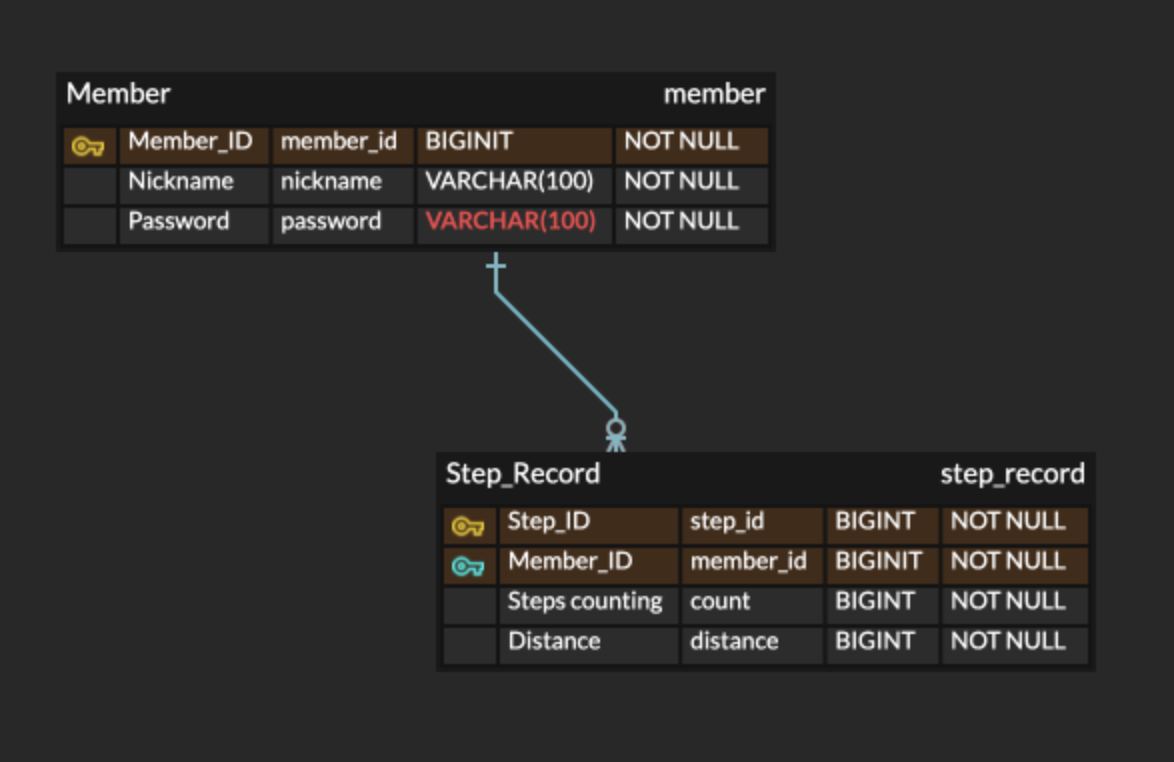 Member member
Member_ID member_id BIGINIT NOT NULL
Nickname nickname VARCHAR(100) NOT NULL
Password password VARCHAR(100) NOT NULL
Step_Record step_record
Step_ID step_id BIGINT NOT NULL
Member_ID member_id BIGINIT NOT NULL
Steps counting count BIGINT NOT NULL
Distance distance BIGINT NOT NULL